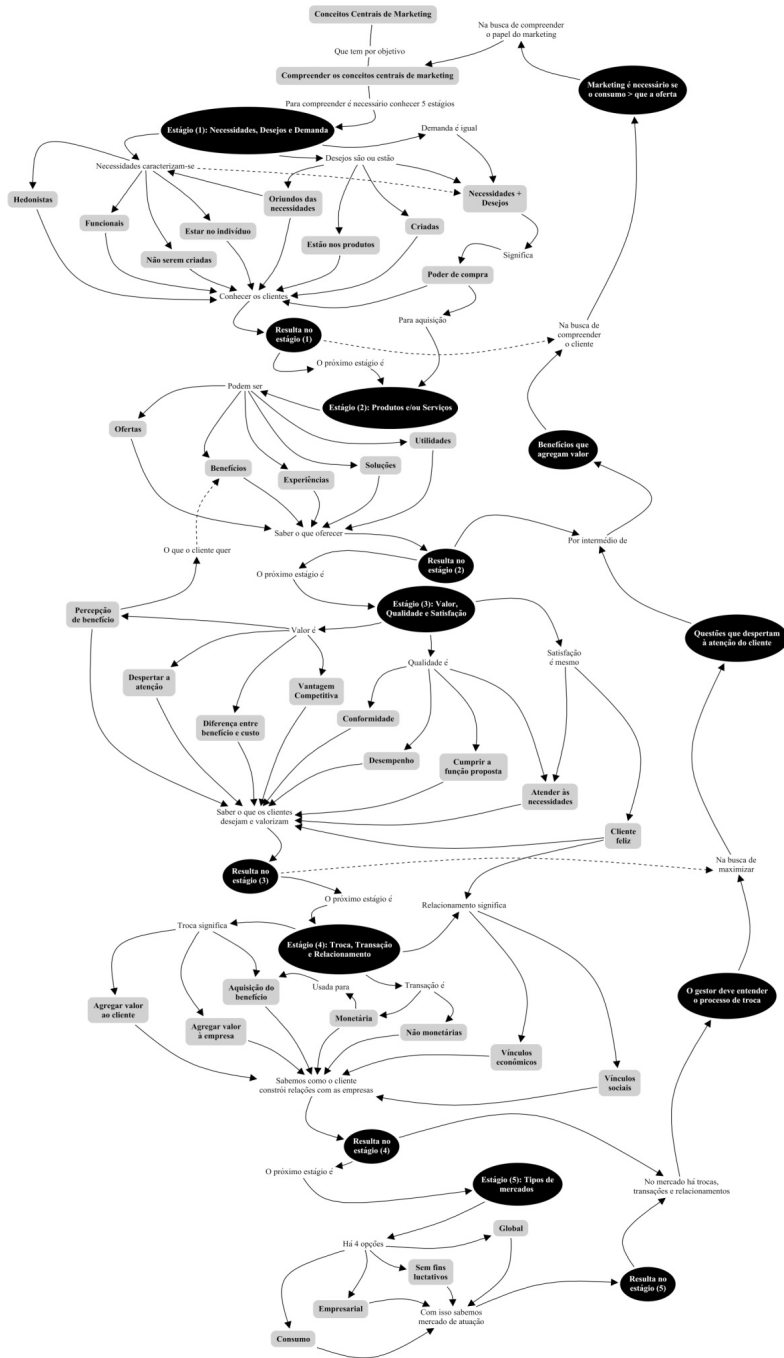 Conceitos Centrais de Marketing
Na busca de compreender
o papel do marketing
Que tem por objetivo
Compreender os conceitos centrais de marketing
Marketing é necessário se
o consumo > que a oferta
Para compreender é necessário conhecer 5 estágios
Estágio (1): Necessidades, Desejos e Demanda
Demanda é igual
Desejos são ou estão
Necessidades caracterizam-se
Hedonistas
Oriundos das
necessidades
Necessidades +
Desejos
Funcionais
Estar no indivíduo
Criadas
Estão nos produtos
Não serem criadas
Significa
Poder de compra
Conhecer os clientes
Para aquisição
Resulta no
estágio (1)
Na busca de
compreender
o cliente
O próximo estágio é
Podem ser
Estágio (2): Produtos e/ou Serviços
Ofertas
Utilidades
Benefícios que
agregam valor
Benefícios
Soluções
Experiências
Saber o que oferecer
Por intermédio de
O que o cliente quer
Resulta no
estágio (2)
O próximo estágio é
Percepção
de benefício
Estágio (3): Valor,
Qualidade e Satisfação
Valor é
Questões que despertam
à atenção do cliente
Satisfação
é mesmo
Qualidade é
Despertar a
atenção
Vantagem
Competitiva
Diferença entre
benefício e custo
Conformidade
Desempenho
Cumprir a
função proposta
Atender às
necessidades
Saber o que os clientes
desejam e valorizam
Cliente
feliz
Resulta no
estágio (3)
Na busca de
maximizar
O próximo estágio é
Relacionamento significa
Troca significa
Estágio (4): Troca, Transação
e Relacionamento
Aquisição do
benefício
Usada para
Transação é
O gestor deve entender
o processo de troca
Agregar valor
ao cliente
Agregar valor
à empresa
Monetária
Não monetárias
Vínculos
econômicos
Vínculos
sociais
Sabemos como o cliente
constrói relações com as empresas
Resulta no
estágio (4)
O próximo estágio é
Estágio (5): Tipos de
mercados
No mercado há trocas,
transações e relacionamentos
Global
Há 4 opções
Sem fins
luctativos
Resulta no
estágio (5)
Empresarial
Com isso sabemos
mercado de atuação
Consumo